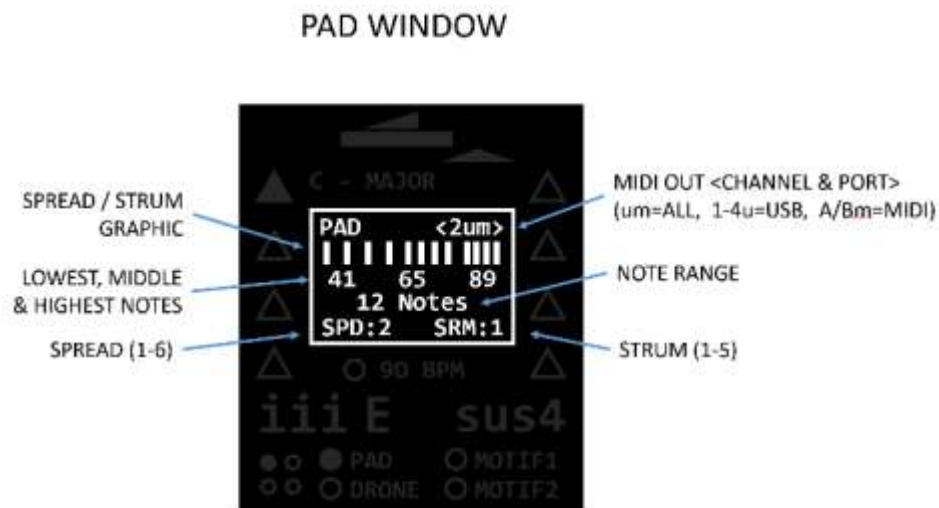 PAD WINDOW
C - MAJOR
SPREAD / STRUM
GRAPHIC
MIDI OUT <CHANNEL & PORT>
(um=ALL, 1-4u=USB, A/Bm=MIDI)
PAD <2um>
LOWEST, MIDDLE
& HIGHEST NOTES
41 65 89
NOTE RANGE
12 Notes
SPREAD (1-6)
SPD:2 SRM:1
STRUM (1-5)
90 BPM
iii E sus4
PAD MOTIF1
DRONE MOTIF2